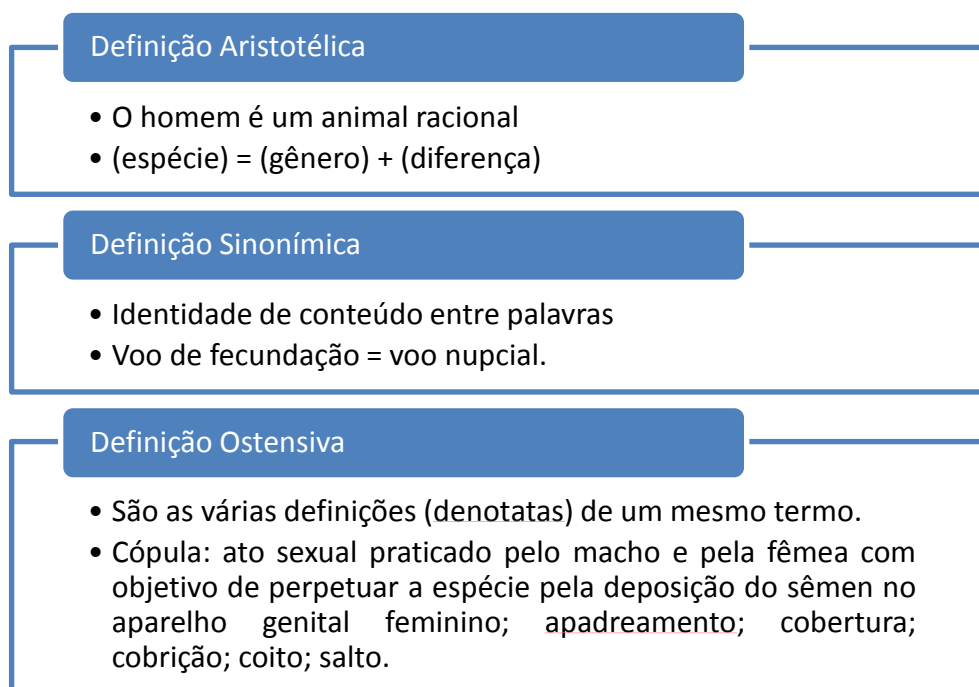 Definição Aristotélica
• O homem é um animal racional
• (espécie) = (gênero) + (diferença)
Definição Sinonímica
• Identidade de conteúdo entre palavras
• Voo de fecundação = voo nupcial.
Definição Ostensiva
• São as várias definições (denotatas) de um mesmo termo.
• Cópula: ato sexual praticado pelo macho e pela fêmea com
objetivo de perpetuar a espécie pela deposição do sêmen no
aparelho genital feminino; apadreamento; cobertura;
cobrição; coito; salto.